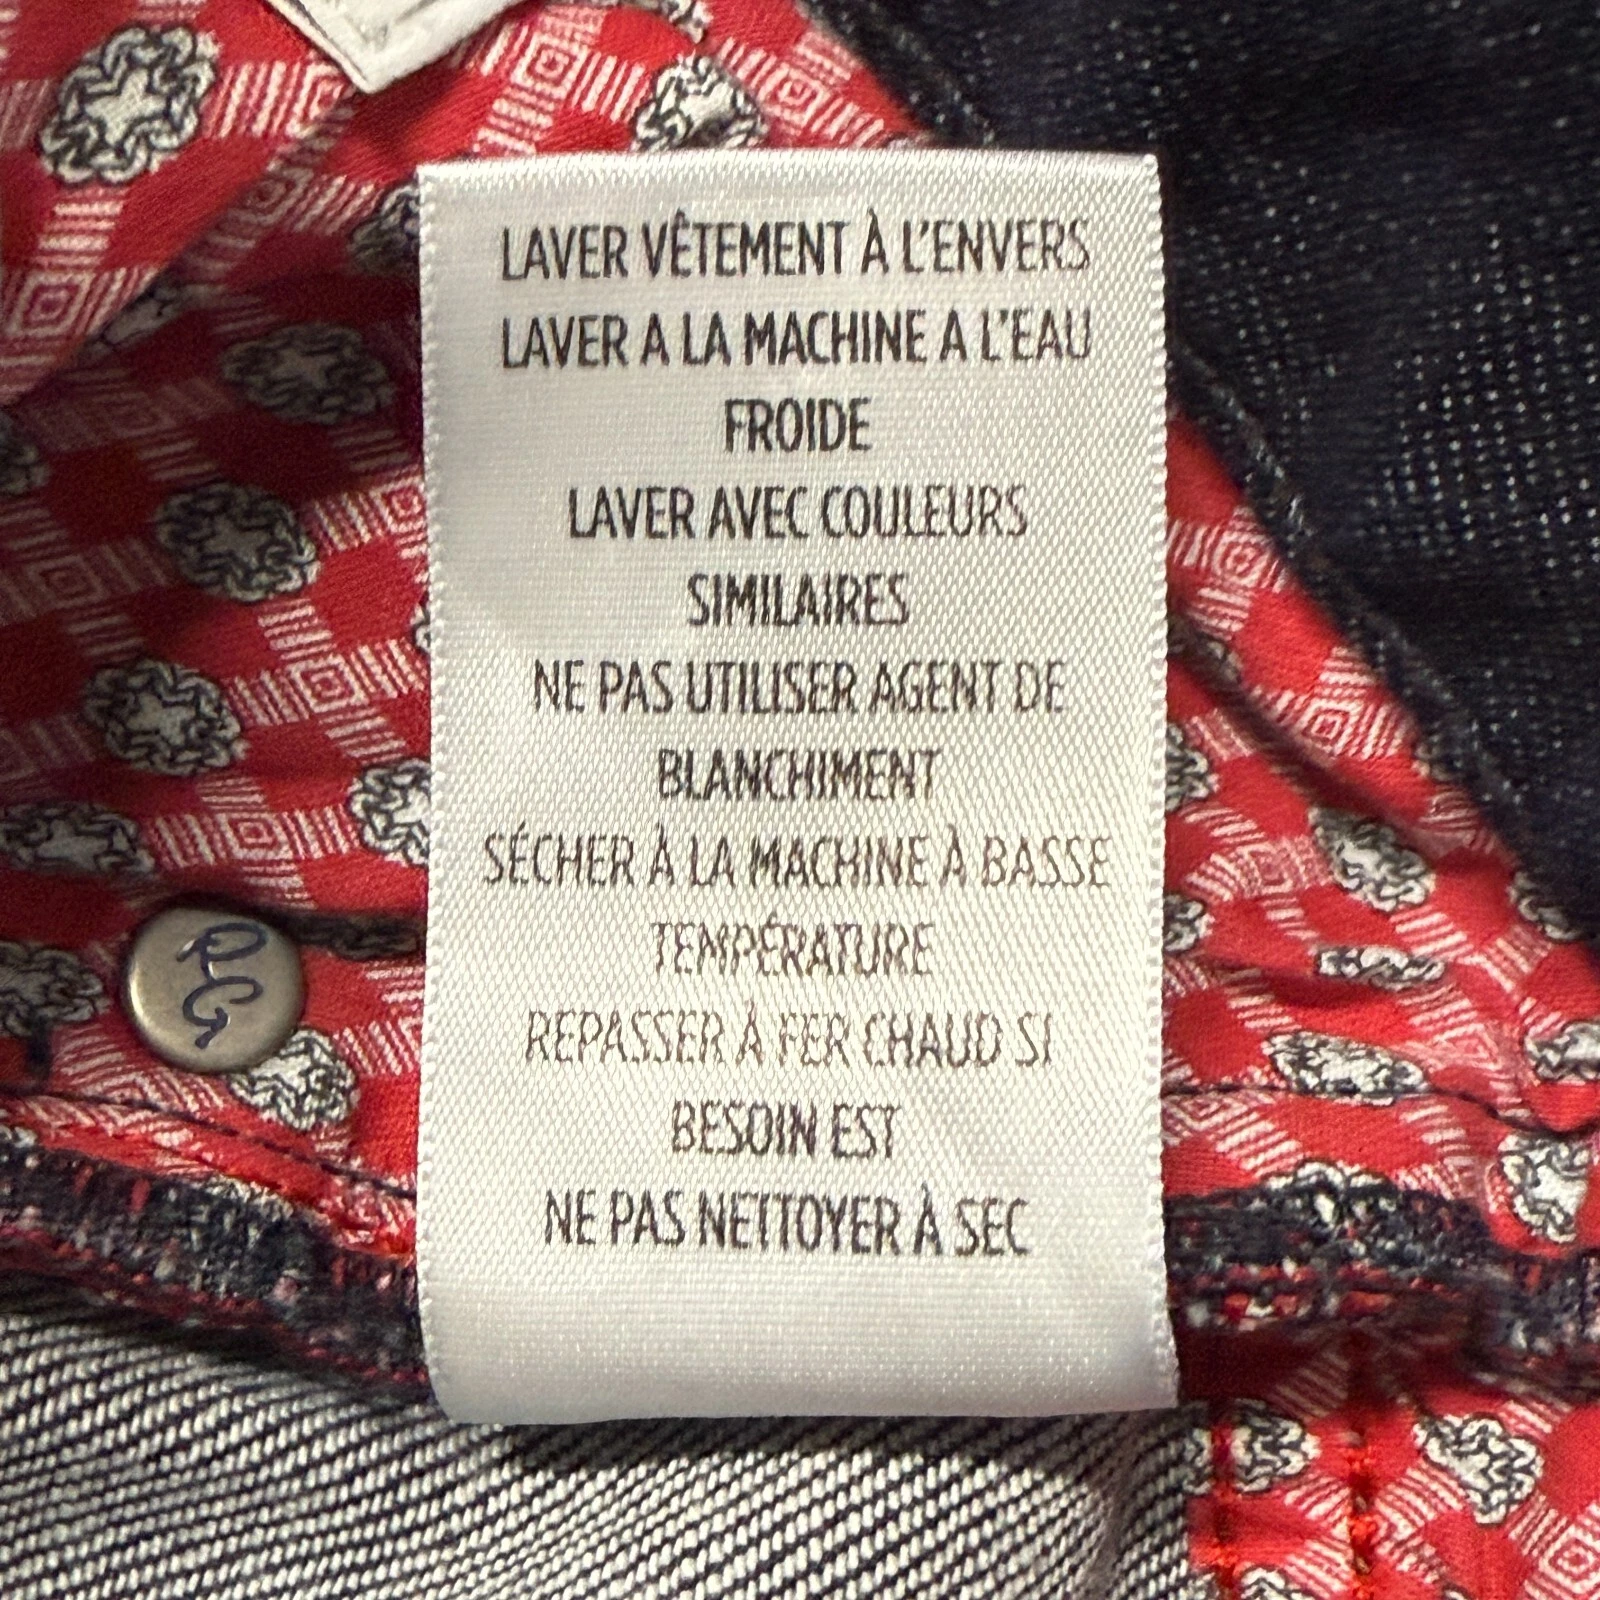 LAVER VÊTEMENT À L'ENVERS
LAVER A LA MACHINE A L'EAU
FROIDE
LAVER AVEC COULEURS
SIMILAIRES
NE PAS UTILISER AGENT DE
BLANCHIMENT
SÉCHER À LA MACHINE À BASSE
TEMPÉRATURE
REPASSER À FER CHAUD SI
BESOIN EST
NE PAS NETTOYER À SEC
RG